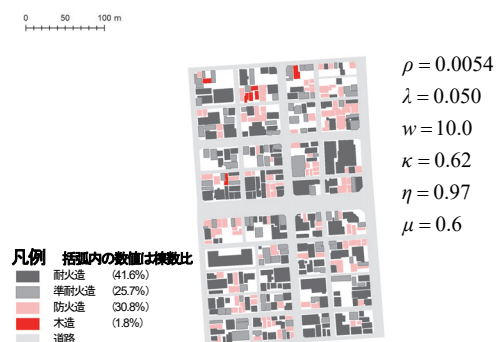 0 50 100 m
ρ = 0.0054
λ = 0.050
w = 10.0
κ = 0.62
η = 0.97
μ = 0.6
凡例 括弧内の数値は棟数比
耐火造 (41.6%)
準耐火造 (25.7%)
防火造 (30.8%)
木造 (1.8%)
道路